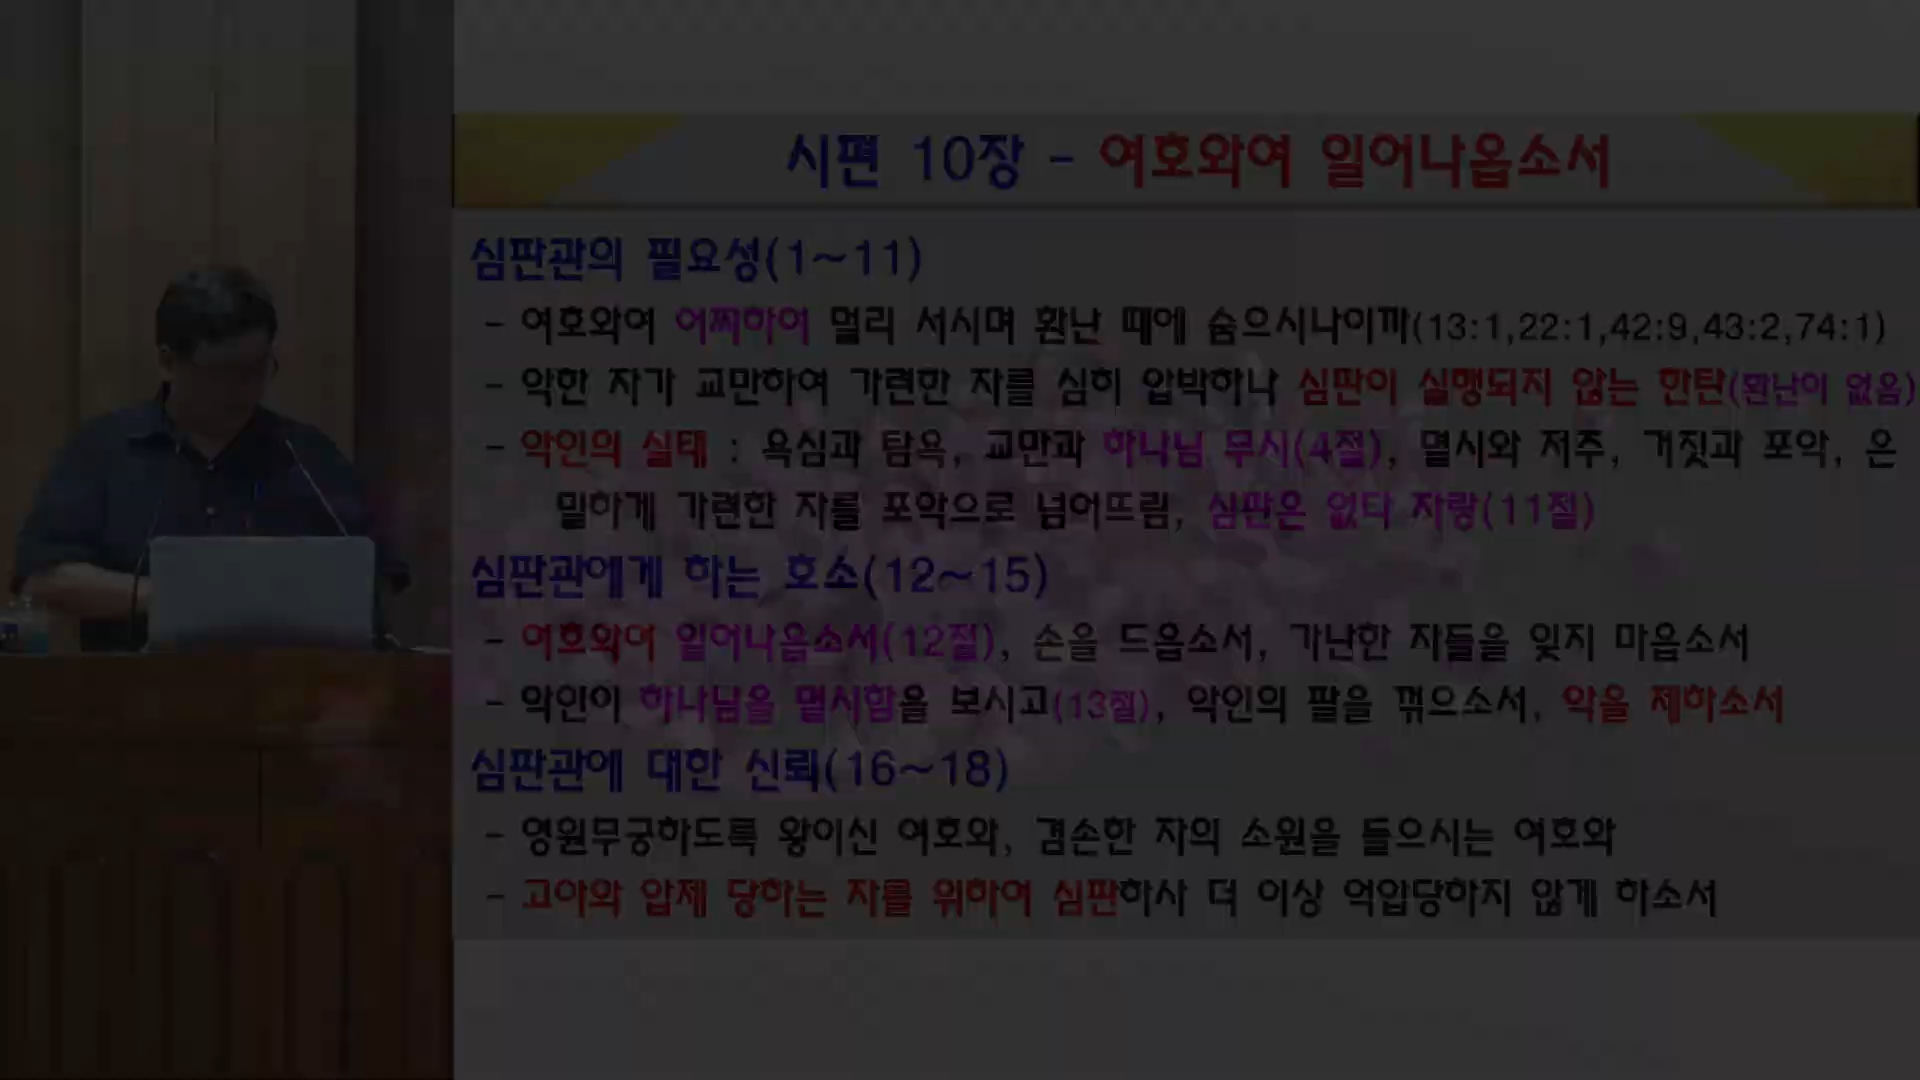 시편 10장 - 여호와여 일어나옵소서
심판관의 필요성(1~11)
- 여호와여 어찌하여 멀리 서시며 환난 때에 숨으시나이까(13:1,22:1,42:9,43:2,74:1)
- 악한 자가 교만하여 가련한 자를 심히 압박하나 심판이 실행되지 않는 한탄(환난이 없음)
- 악인의 실태 : 욕심과 탐욕, 교만과 하나님 무시(4절), 멸시와 저주, 거짓과 포악, 은
밀하게 가련한 자를 포악으로 넘어뜨림, 심판은 없다 자랑(11절)
심판관에게 하는 호소(12~15)
- 여호와여 일어나옵소서(12절), 손을 드옵소서, 가난한 자들을 잊지 마옵소서
- 악인이 하나님을 멸시함을 보시고(13절), 악인의 팔을 꺾으소서, 악을 제하소서
심판관에 대한 신뢰(16~18)
- 영원무궁하도록 왕이신 여호와, 겸손한 자의 소원을 들으시는 여호와
- 고아와 압제 당하는 자를 위하여 심판하사 더 이상 억압당하지 않게 하소서